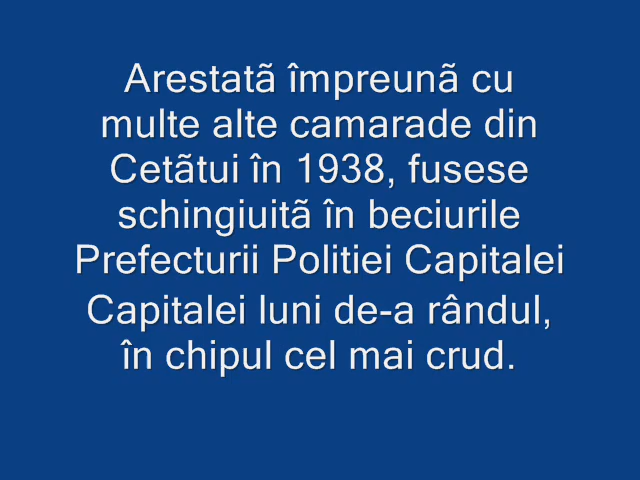 Arestatã împreunã cu
multe alte camarade din
Cetãtui în 1938, fusese
schingiuitã în beciurile
Prefecturii Politiei Capitalei
Capitalei luni de-a rândul,
în chipul cel mai crud.